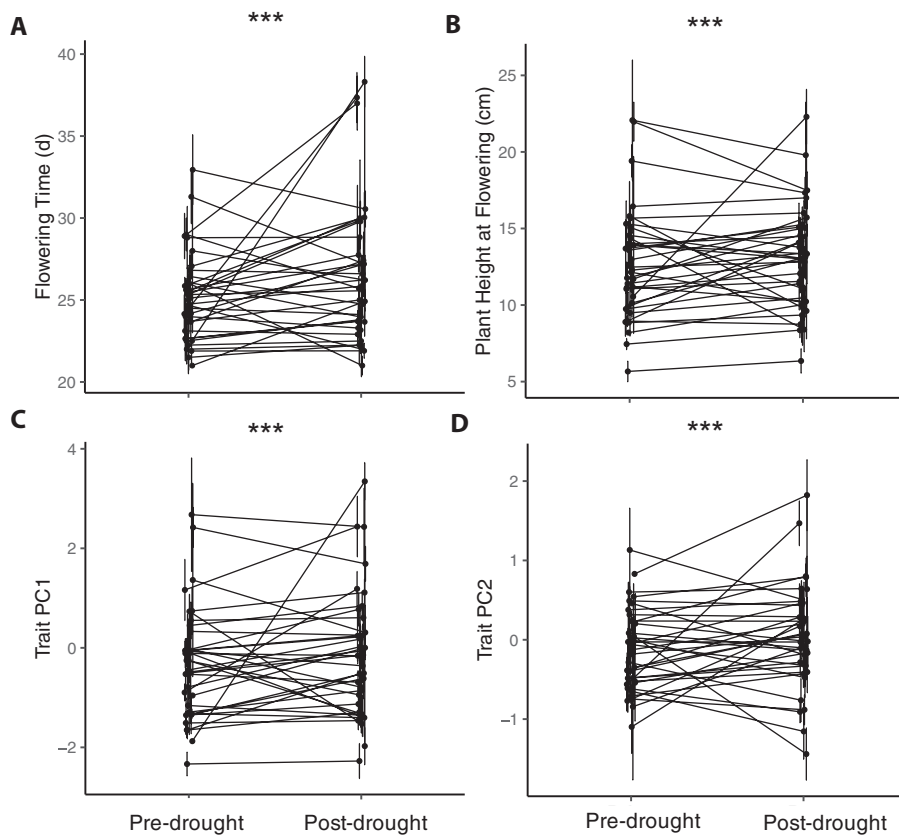 A
***
Flowering Time (d)
40
35
30
25
20
B
***
Plant Height at Flowering (cm)
25
20
15
10
5
C
***
Trait PC1
4
2
0
−2
Pre-drought
Post-drought
D
***
Trait PC2
2
1
0
−1
Pre-drought
Post-drought